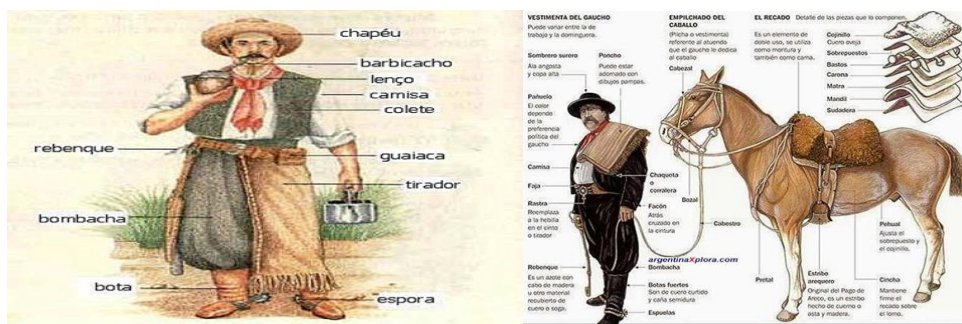 chapéu
barbicacho
lenço
camisa
colete
rebenque
guaiaca
tirador
bombacha
bota
espora
VESTIMENTA DEL GAUCHO
Puede variar entre la de
trabajo y la dominguera.
Sombrero surero
Ala angosta
y copa alta
Poncho
Puede estar
adornado con
dibujos pampas.
Pañuelo
El color
depende
de la
preferencia
política del
gaucho
Camisa
Faja
Rastra
Reemplaza
a la hebilla
en el cinto
o tirador
Rebenque
Es un azote con
cabo de madera
u otro material
recubierto de
cuero o soga.
Chaqueta
o
corralera
Facón
Atrás
cruzado en
la cintura
Bombacha
Botas fuertes
Son de cuero curtido
y caña semidura
Espuelas
EMPILCHADO DEL
CABALLO
(Pilcha o vestimenta)
referente al atuendo
que el gaucho le dedica
al caballo
Cabezal
Bozal
Cabestro
argentinaXplora.com
Pretal
EL RECADO Detalle de las piezas que lo componen.
Es un elemento de
doble uso, se utiliza
como montura y
también como cama.
Cojinillo
Cuero oveja
Sobrepuestos
Bastos
Carona
Matra
Mandil
Sudadera
Pehual
Ajusta el
sobrepuesto y
el cojinillo.
Estribo
arequero
Original del Pago de
Areco, es un estribo
hecho de cuerno o
asta y madera.
Cincha
Mantiene
firme el
recado sobre
el lomo.